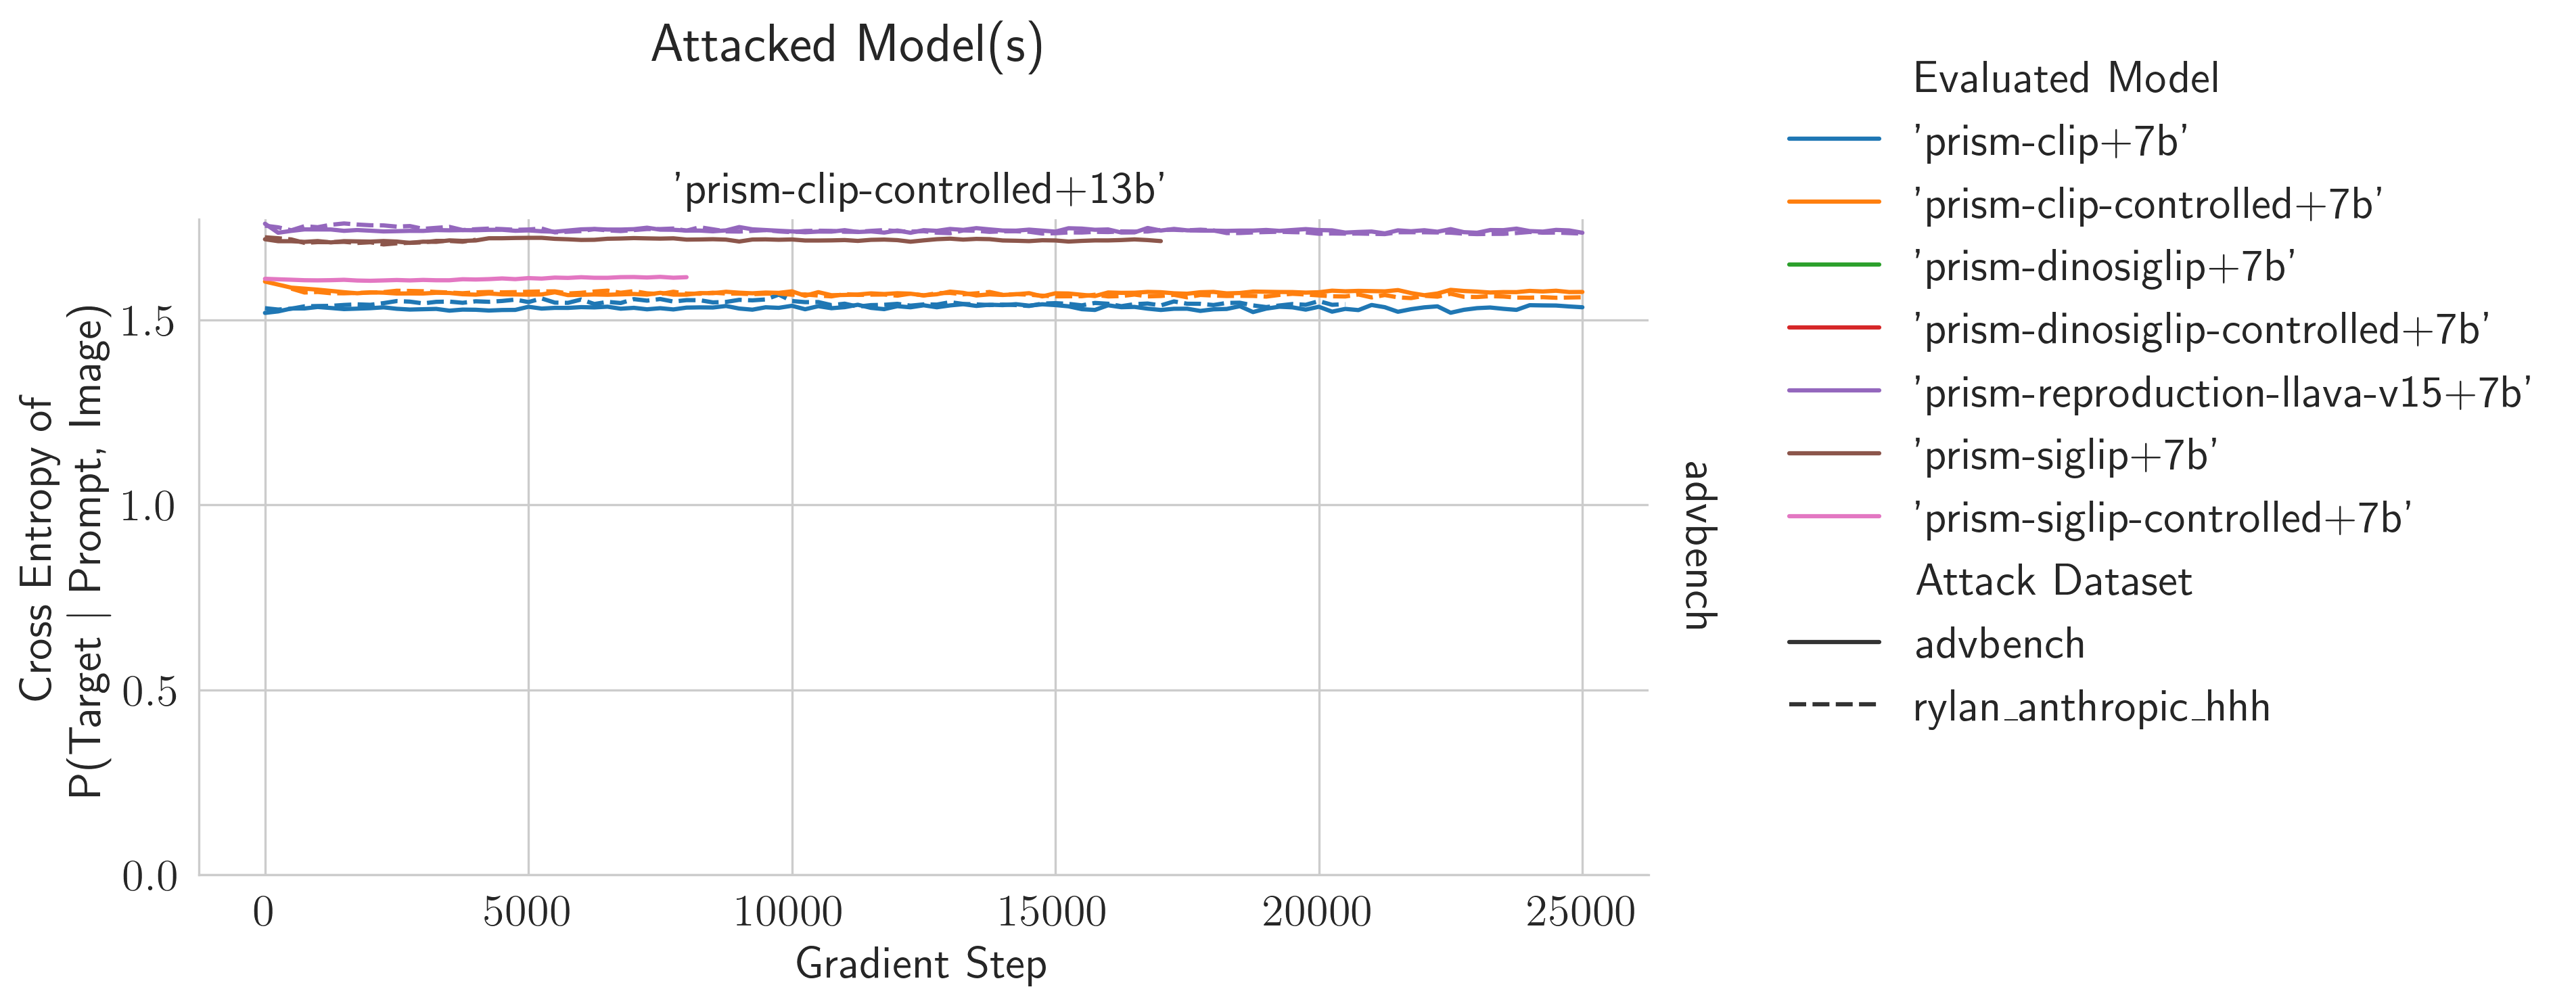 Attacked Model(s)
'prism-clip-controlled+13b'
Cross Entropy of
P(Target | Prompt, Image)
1.5
1.0
0.5
0.0
0
5000
10000
15000
20000
25000
Gradient Step
advbench
Evaluated Model
'prism-clip+7b'
'prism-clip-controlled+7b'
'prism-dinosiglip+7b'
'prism-dinosiglip-controlled+7b'
'prism-reproduction-llava-v15+7b'
'prism-siglip+7b'
'prism-siglip-controlled+7b'
Attack Dataset
advbench
rylan_anthropic_hhh